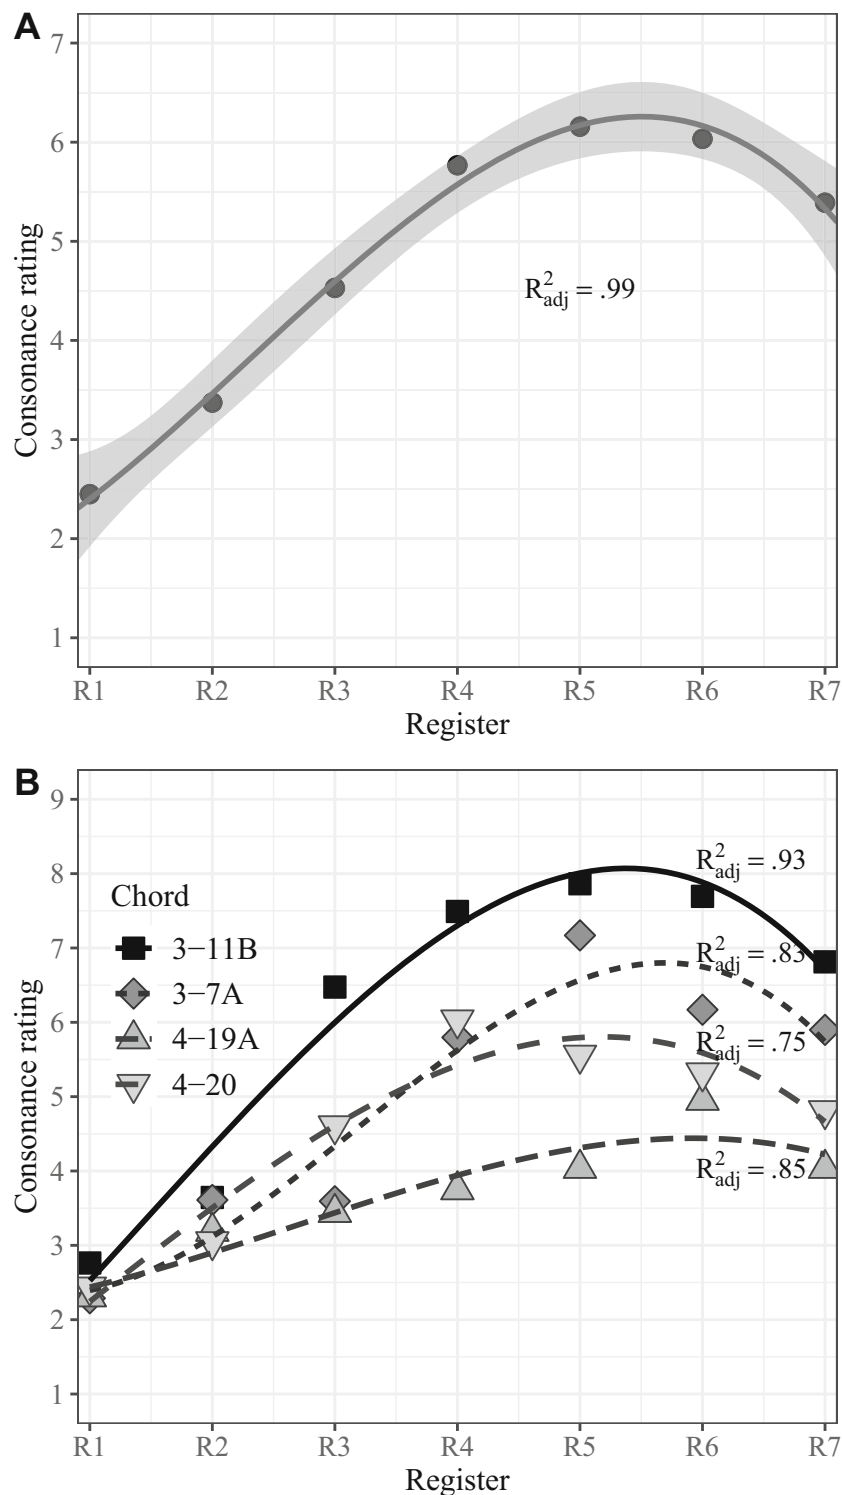 A
7
6
5
4
3
2
1
Consonance rating
R²adj = .99
R1 R2 R3 R4 R5 R6 R7
Register
B
9
8
7
6
5
4
3
2
1
Consonance rating
Chord
3−11B
3−7A
4−19A
4−20
R²adj = .93
R²adj = .83
R²adj = .75
R²adj = .85
R1 R2 R3 R4 R5 R6 R7
Register